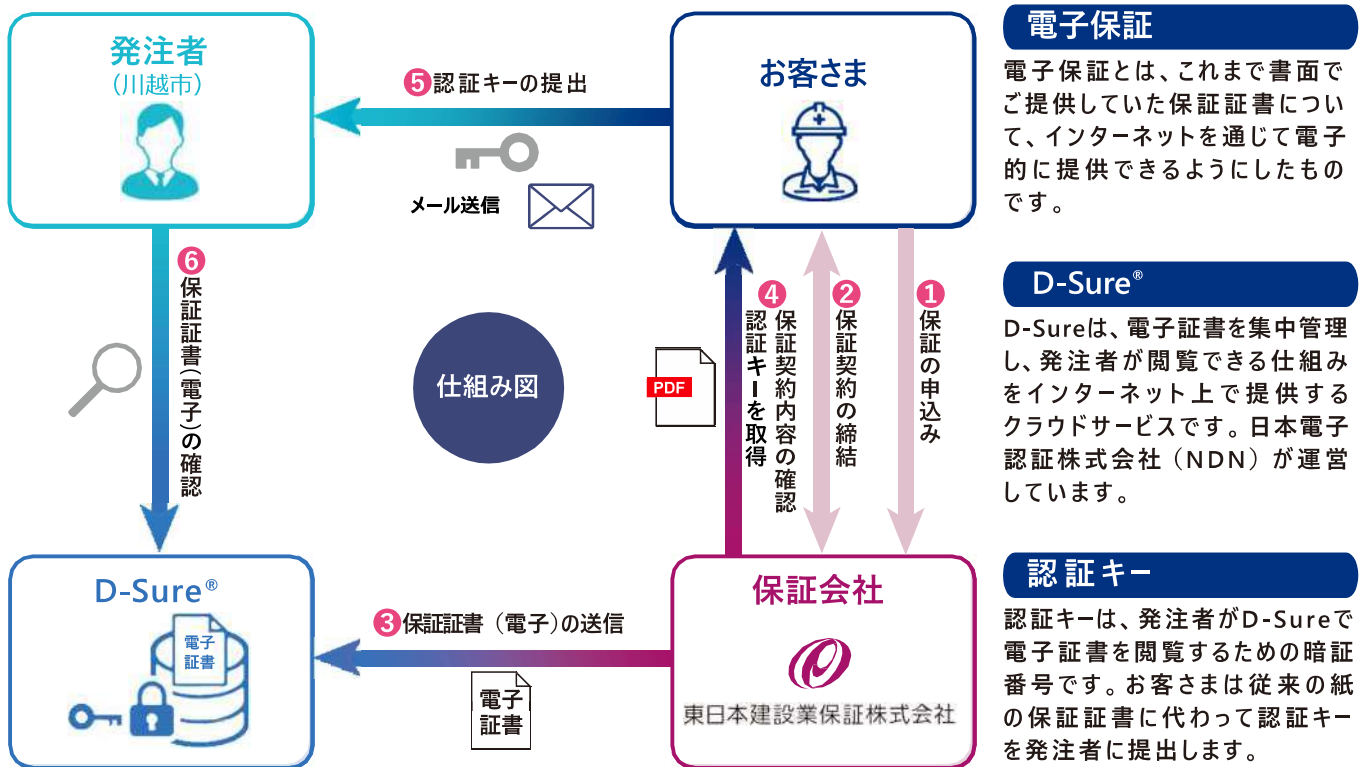 発注者
(川越市)
❺認証キーの提出
メール送信
お客さま
❻保証証書(電子)の確認
仕組み図
PDF
❹保証契約内容の確認
認証キーを取得
❷保証契約の締結
❶保証の申込み
D-Sure®
電子
証書
❸保証証書（電子)の送信
電子
証書
保証会社
東日本建設業保証株式会社
電子保証
電子保証とは、これまで書面で
ご提供していた保証証書につい
て、インターネットを通じて電子
的に提供できるようにしたもの
です。
D-Sure®
D-Sureは、電子証書を集中管理
し、発注者が閲覧できる仕組み
をインターネット上で提供する
クラウドサービスです。日本電子
認証株式会社（NDN）が運営
しています。
認証キー
認証キーは、発注者がD-Sureで
電子証書を閲覧するための暗証
番号です。お客さまは従来の紙
の保証証書に代わって認証キー
を発注者に提出します。